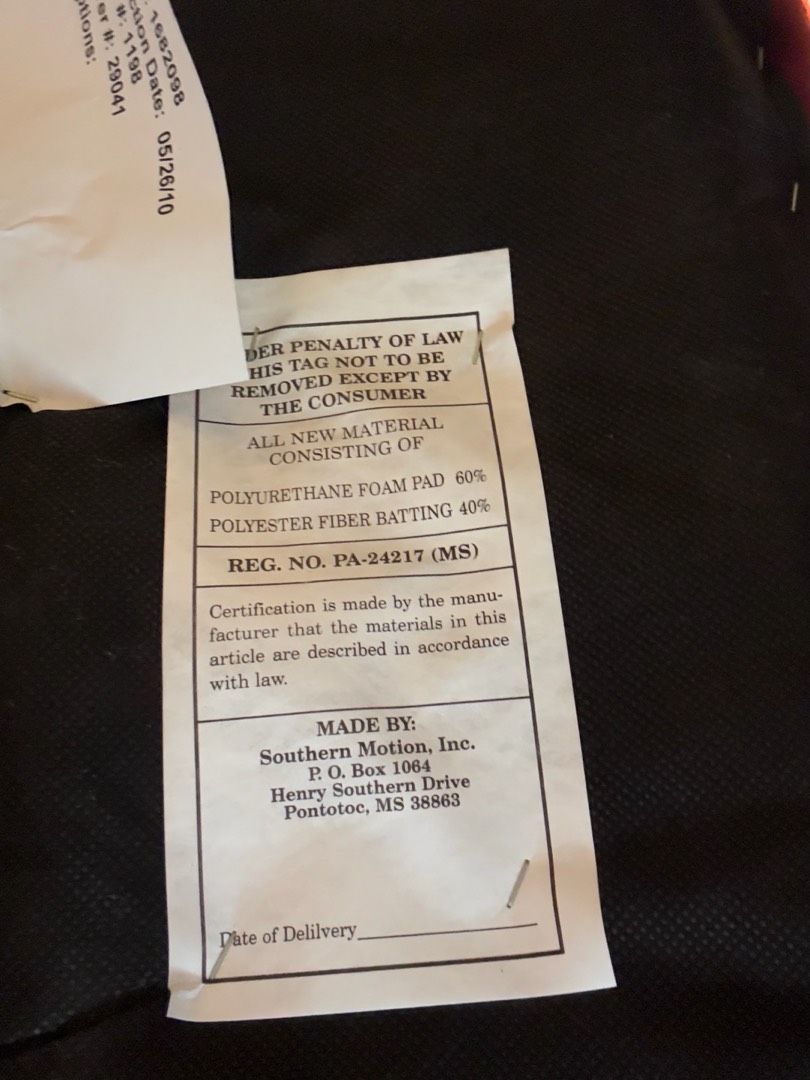 : 1682098
ction Date: 05/26/10
#: 1198
er #: 29041
tions:
DER PENALTY OF LAW
HIS TAG NOT TO BE
REMOVED EXCEPT BY
THE CONSUMER
ALL NEW MATERIAL
CONSISTING OF
POLYURETHANE FOAM PAD 60%
POLYESTER FIBER BATTING 40%
REG. NO. PA-24217 (MS)
Certification is made by the manu-
facturer that the materials in this
article are described in accordance
with law.
MADE BY:
Southern Motion, Inc.
P. O. Box 1064
Henry Southern Drive
Pontotoc, MS 38863
Date of Delilvery